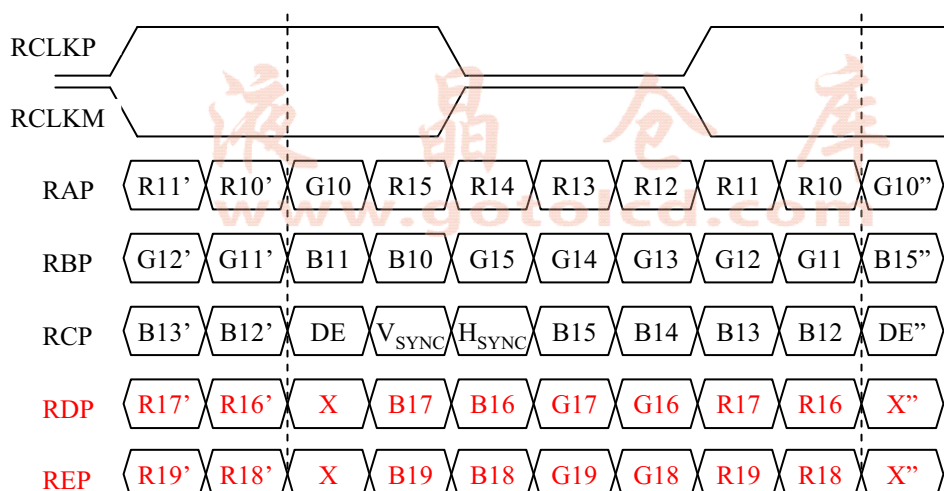 RCLKP
RCLKM
液晶仓库
www.gotolcd.com
RAP R11’ R10’ G10 R15 R14 R13 R12 R11 R10 G10”
RBP G12’ G11’ B11 B10 G15 G14 G13 G12 G11 B15”
RCP B13’ B12’ DE VSYNC HSYNC B15 B14 B13 B12 DE”
RDP R17’ R16’ X B17 B16 G17 G16 R17 R16 X”
REP R19’ R18’ X B19 B18 G19 G18 R19 R18 X”